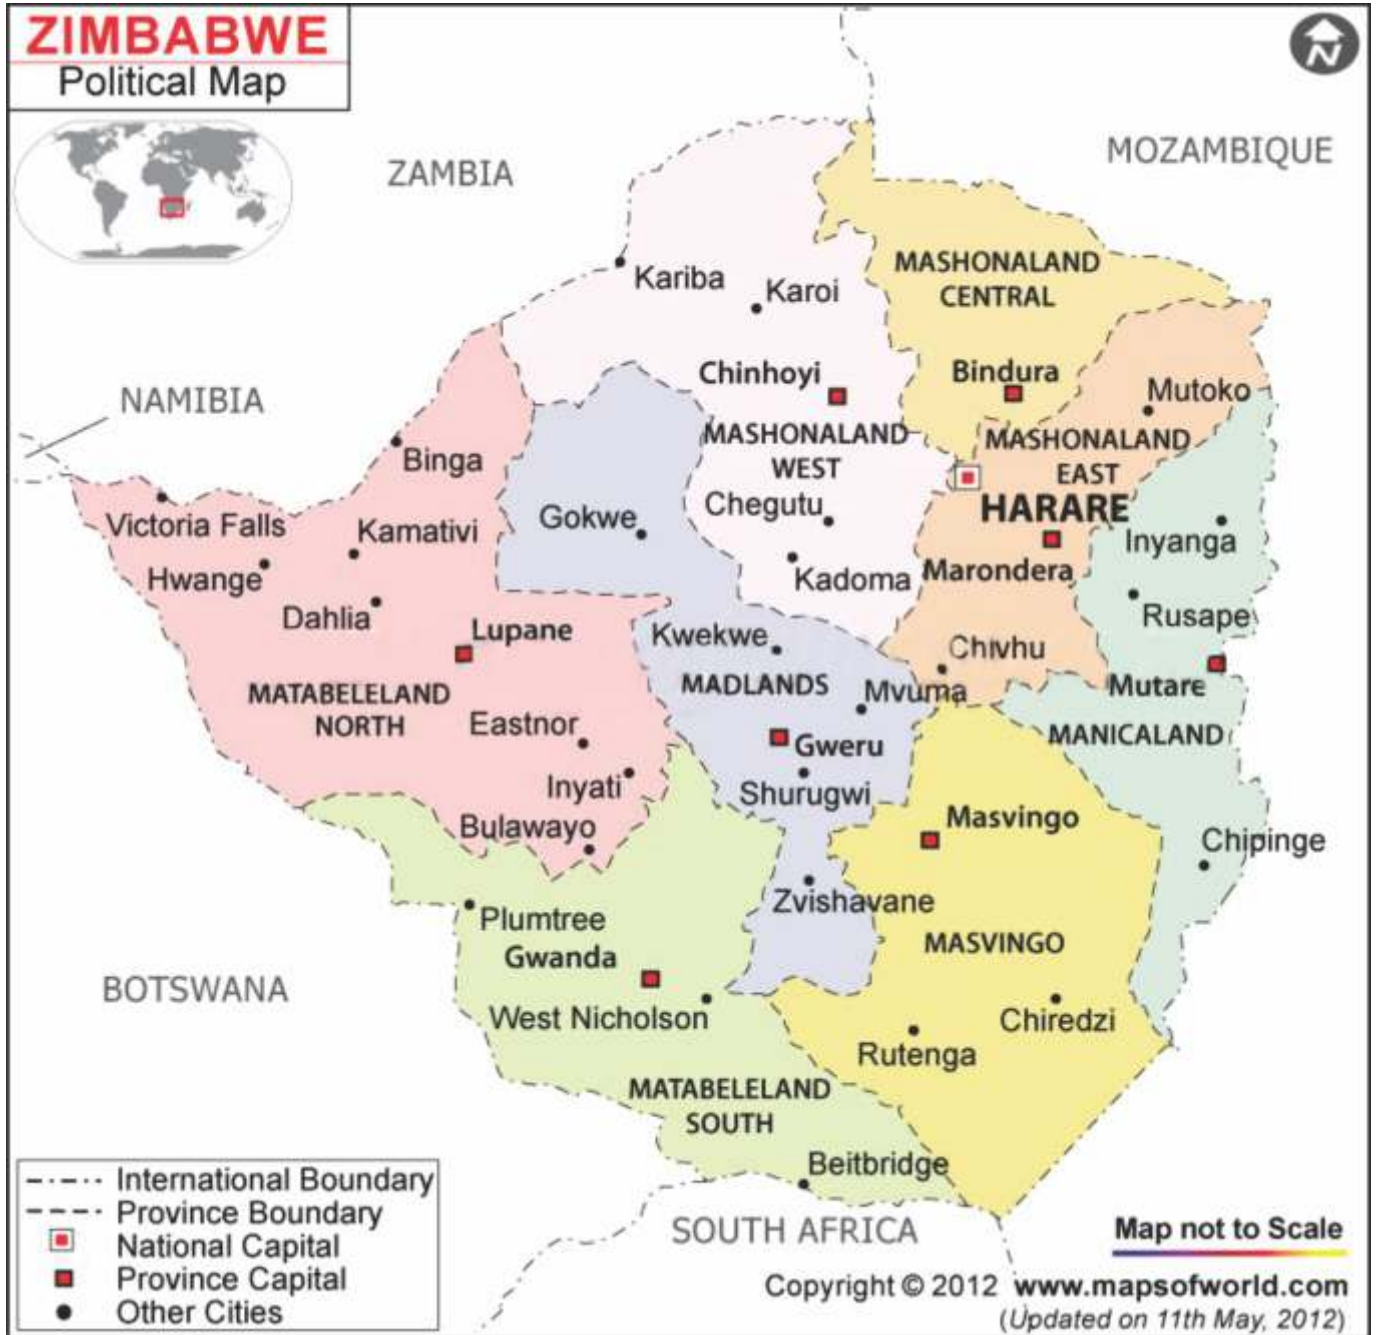 ZIMBABWE
Political Map
N
ZAMBIA
MOZAMBIQUE
MASHONALAND
CENTRAL
Kariba
Karoi
Chinhoyi
Bindura
NAMIBIA
Mutoko
MASHONALAND
WEST
MASHONALAND
EAST
Binga
HARARE
Victoria Falls
Kamativi
Gokwe
Chegutu
Inyanga
Hwange
Kadoma
Marondera
Dahlia
Lupane
Rusape
Kwekwe
Chivhu
MATABELELAND
NORTH
MADLANDS
Mvuma
Mutare
Eastnor
Gweru
MANICALAND
Inyati
Shurugwi
Bulawayo
Masvingo
Chipinge
Plumtree
Zvishavane
Gwanda
MASVINGO
BOTSWANA
West Nicholson
Chiredzi
Rutenga
MATABELELAND
SOUTH
Beitbridge
SOUTH AFRICA
International Boundary
Province Boundary
National Capital
Province Capital
Other Cities
Map not to Scale
Copyright © 2012 www.mapsofworld.com
(Updated on 11th May, 2012)